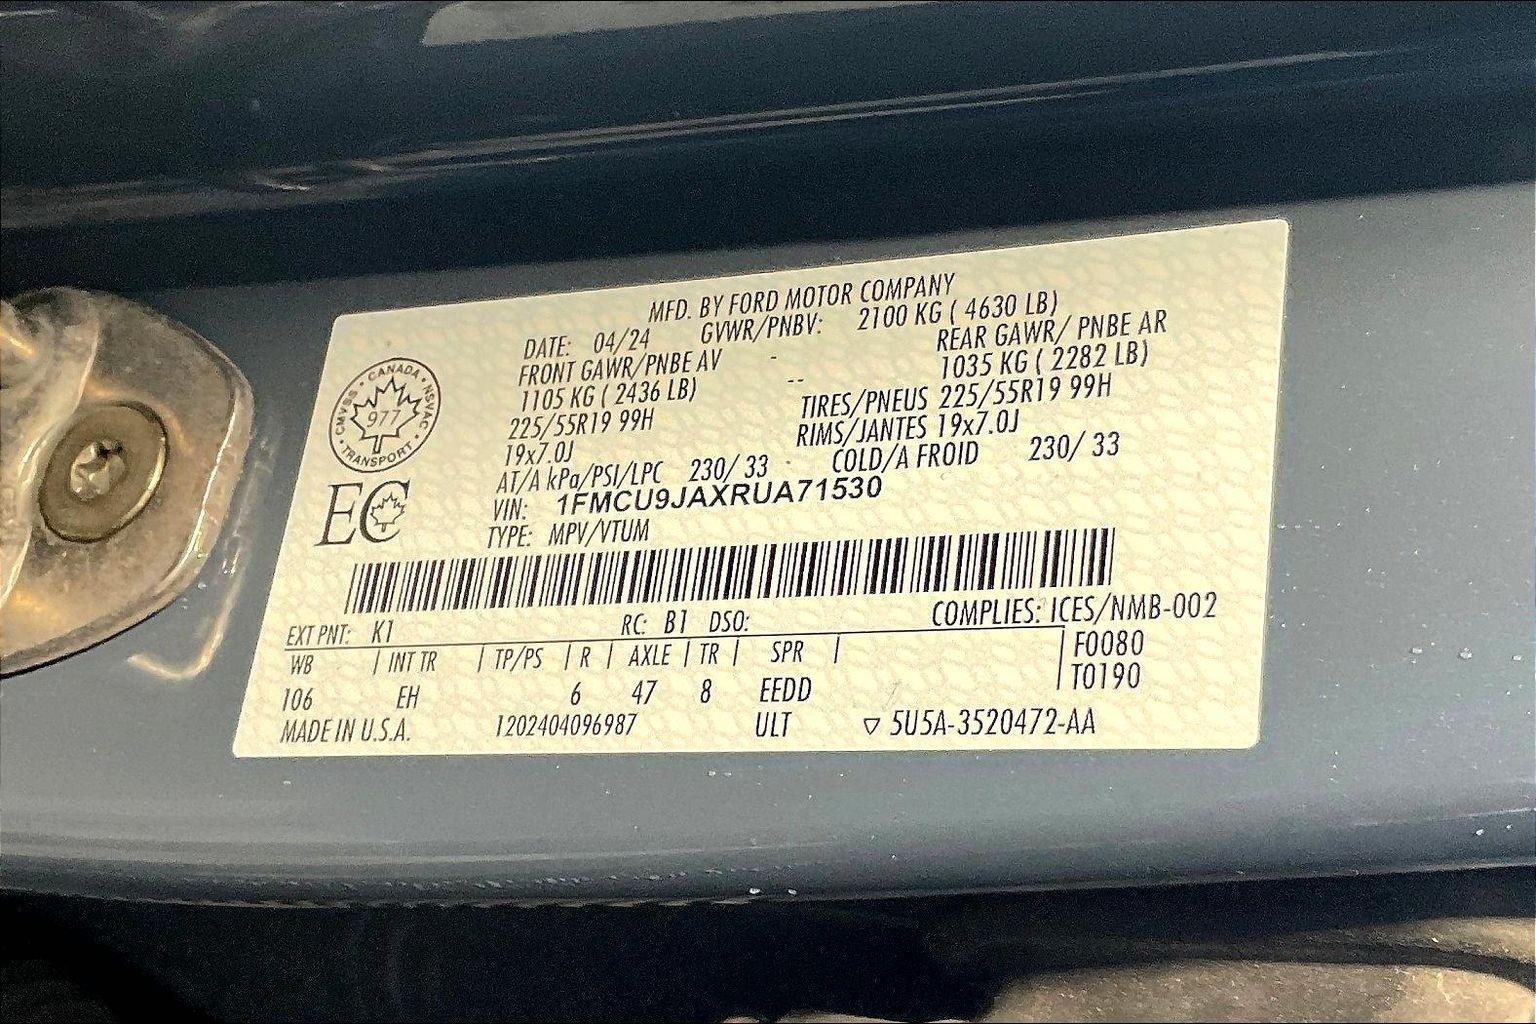 MFD. BY FORD MOTOR COMPANY
DATE: 04/24 GVWR/PNBV: 2100 KG ( 4630 LB)
FRONT GAWR/PNBE AV - REAR GAWR/ PNBE AR
1105 KG ( 2436 LB) -- 1035 KG ( 2282 LB)
225/55R19 99H TIRES/PNEUS 225/55R19 99H
19x7.0J RIMS/JANTES 19x7.0J
AT/A kPa/PSI/LPC 230/ 33 - COLD/A FROID 230/ 33
VIN: 1FMCU9JAXRUA71530
TYPE: MPV/VTUM
CANADA
CMVSS 977 NSVAC
TRANSPORT
EC
EXT PNT: K1 RC: B1 DSO: COMPLIES: ICES/NMB-002
WB | INT TR | TP/PS | R | AXLE | TR | SPR | F0080
106 EH 6 47 8 EEDD T0190
MADE IN U.S.A. 1202404096987 ULT ▽ 5U5A-3520472-AA